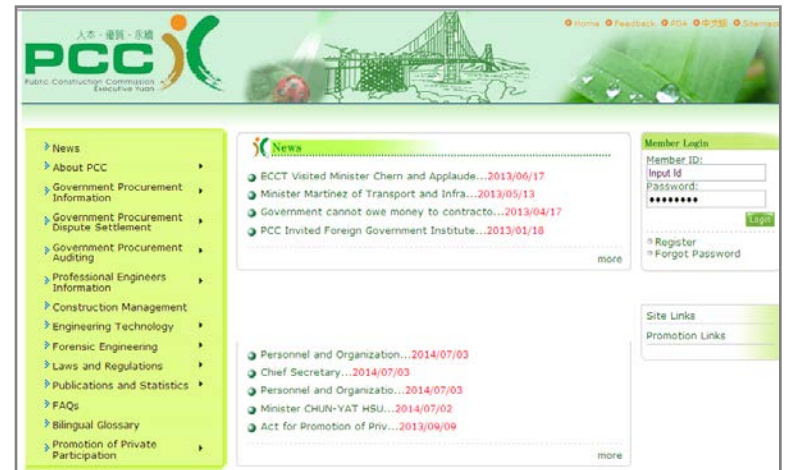 Home Feedback PDA 中文版 Sitemap
人本 · 優質 · 永續
PCC
Public Construction Commission
Executive Yuan
News
About PCC
Government Procurement
Information
Government Procurement
Dispute Settlement
Government Procurement
Auditing
Professional Engineers
Information
Construction Management
Engineering Technology
Forensic Engineering
Laws and Regulations
Publications and Statistics
FAQs
Bilingual Glossary
Promotion of Private
Participation
News
ECCT Visited Minister Chern and Applaude...2013/06/17
Minister Martínez of Transport and Infra...2013/05/13
Government cannot owe money to contracto...2013/04/17
PCC Invited Foreign Government Institute...2013/01/18
more
Personnel and Organization...2014/07/03
Chief Secretary...2014/07/03
Personnel and Organizatio...2014/07/03
Minister CHUN-YAT HSU...2014/07/02
Act for Promotion of Priv...2013/09/09
more
Member Login
Member ID:
Input Id
Password:
Login
Register
Forgot Password
Site Links
Promotion Links